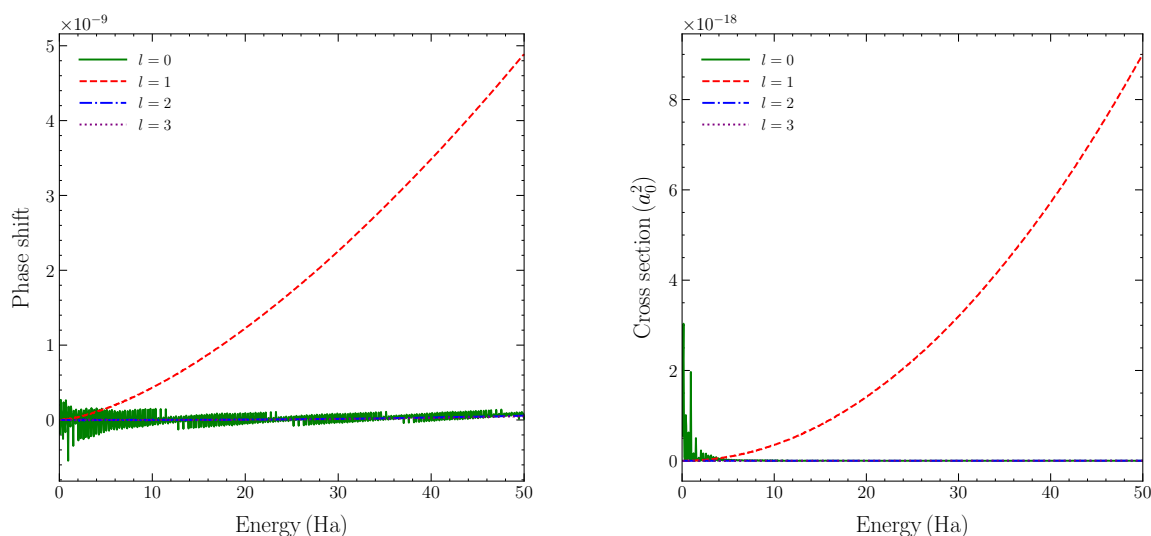 ×10⁻⁹
5
4
3
2
1
0
0 10 20 30 40 50
Phase shift
Energy (Ha)
l = 0
l = 1
l = 2
l = 3
×10⁻¹⁸
8
6
4
2
0
0 10 20 30 40 50
Cross section (a₀²)
Energy (Ha)
l = 0
l = 1
l = 2
l = 3